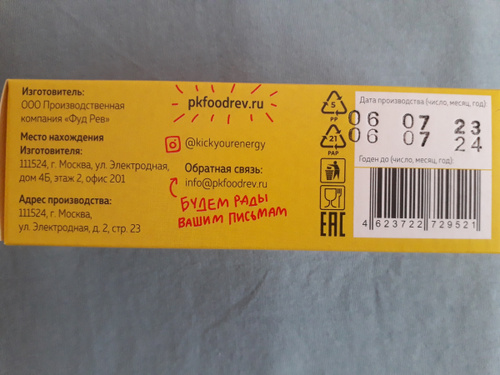 Изготовитель:
ООО Производственная
компания «Фуд Рев»
Место нахождения
Изготовителя:
111524, г. Москва, ул. Электродная,
дом 4Б, этаж 2, офис 201
Адрес производства:
111524, г. Москва,
ул. Электродная, д. 2, стр. 23
pkfoodrev.ru
@kickyourenergy
Обратная связь:
info@pkfoodrev.ru
БУДЕМ РАДЫ
ВАШИМ ПИСЬМАМ
5
PP
21
PAP
EAC
Дата производства (число, месяц, год):
06 07 23
06 07 24
Годен до (число, месяц, год):
4 623722 729521